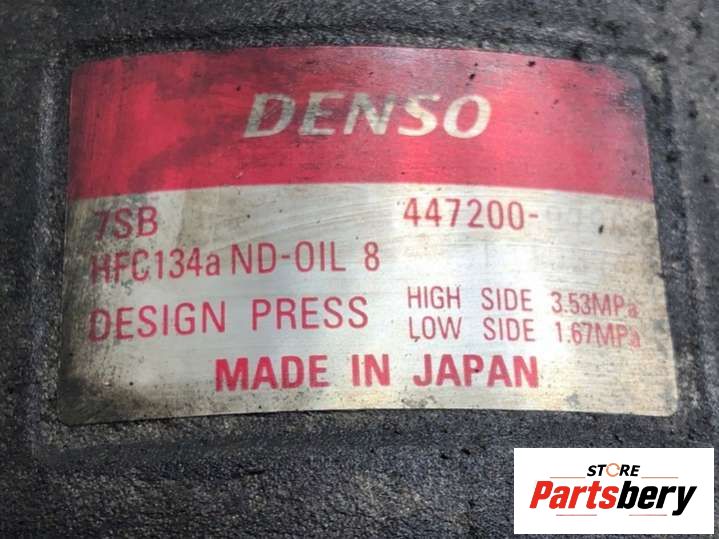 DENSO
7SB 447200-
HFC134a ND-OIL 8
DESIGN PRESS HIGH SIDE 3.53MPa
LOW SIDE 1.67MPa
MADE IN JAPAN
STORE
Partsbery